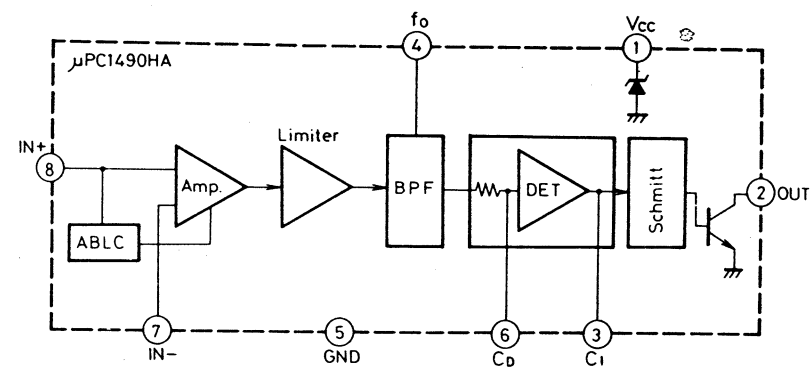 fo
Vcc
4
1
μPC1490HA
Limiter
IN+
8
Amp.
BPF
DET
Schmitt
2
OUT
ABLC
7
5
6
3
IN-
GND
CD
CI